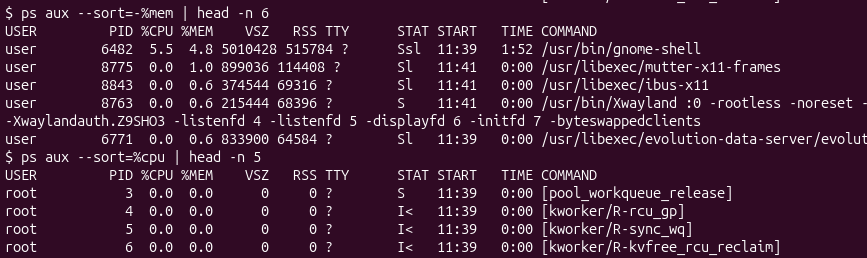 $ ps aux --sort=-%mem | head -n 6
USER         PID %CPU %MEM    VSZ   RSS TTY      STAT START   TIME COMMAND
user        6482  5.5  4.8 5010428 515784 ?      Ssl  11:39   1:52 /usr/bin/gnome-shell
user        8775  0.0  1.0 899036 114408 ?       Sl   11:41   0:00 /usr/libexec/mutter-x11-frames
user        8843  0.0  0.6 374544 69316 ?        Sl   11:41   0:00 /usr/libexec/ibus-x11
user        8763  0.0  0.6 215444 68396 ?        S    11:41   0:00 /usr/bin/Xwayland :0 -rootless -noreset -
-Xwaylandauth.Z9SHO3 -listenfd 4 -listenfd 5 -displayfd 6 -initfd 7 -byteswappedclients
user        6771  0.0  0.6 833900 64584 ?        Sl   11:39   0:00 /usr/libexec/evolution-data-server/evolut
$ ps aux --sort=%cpu | head -n 5
USER         PID %CPU %MEM    VSZ   RSS TTY      STAT START   TIME COMMAND
root           3  0.0  0.0      0     0 ?        S    11:39   0:00 [pool_workqueue_release]
root           4  0.0  0.0      0     0 ?        I<   11:39   0:00 [kworker/R-rcu_gp]
root           5  0.0  0.0      0     0 ?        I<   11:39   0:00 [kworker/R-sync_wq]
root           6  0.0  0.0      0     0 ?        I<   11:39   0:00 [kworker/R-kvfree_rcu_reclaim]